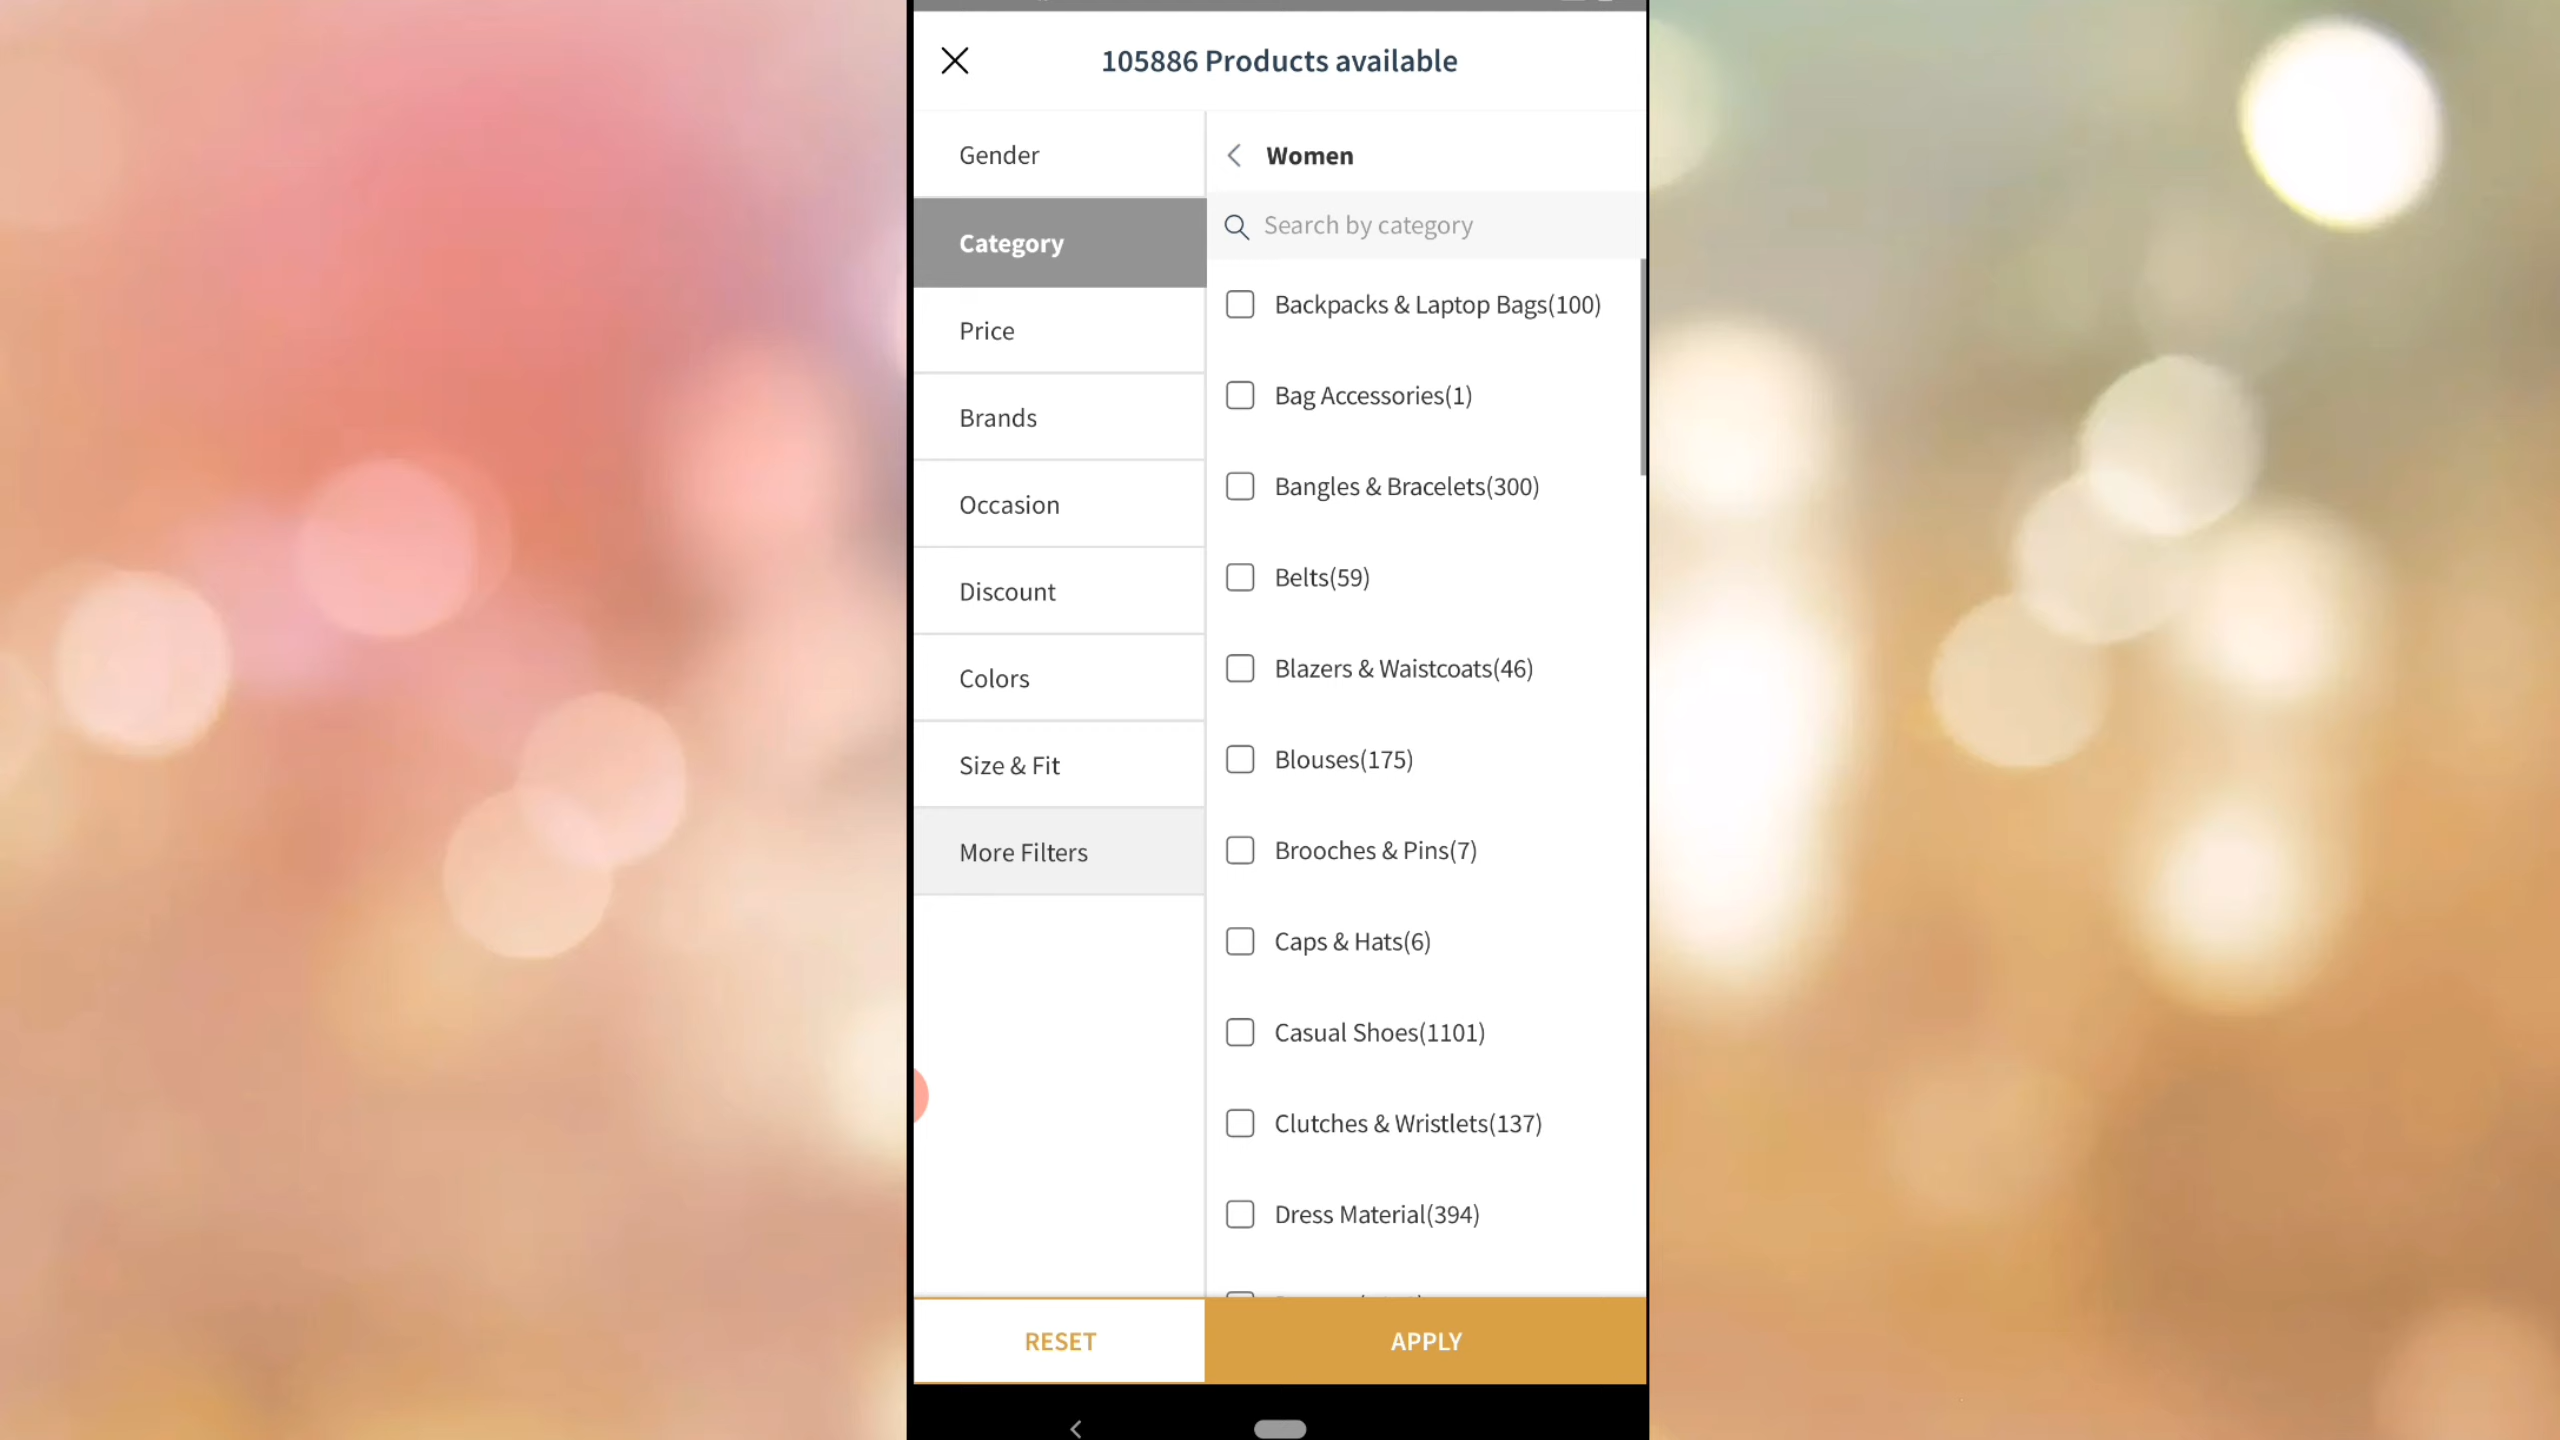 105886 Products available
Gender
Category
Price
Brands
Occasion
Discount
Colors
Size & Fit
More Filters
Women
Search by category
Backpacks & Laptop Bags(100)
Bag Accessories(1)
Bangles & Bracelets(300)
Belts(59)
Blazers & Waistcoats(46)
Blouses(175)
Brooches & Pins(7)
Caps & Hats(6)
Casual Shoes(1101)
Clutches & Wristlets(137)
Dress Material(394)
RESET
APPLY